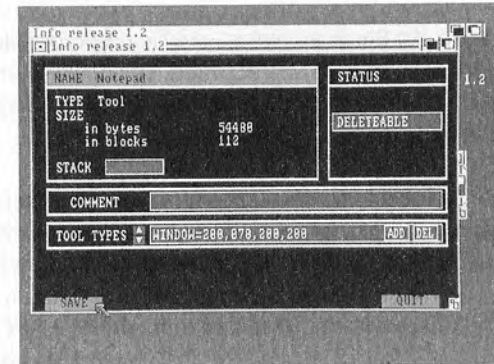 Info release 1.2
Info release 1.2
NAME Notepad
STATUS
1.2
TYPE Tool
SIZE
in bytes 54480
in blocks 112
DELETEABLE
STACK
COMMENT
TOOL TYPES WINDOW=200,070,200,200 ADD DEL
SAVE QUIT